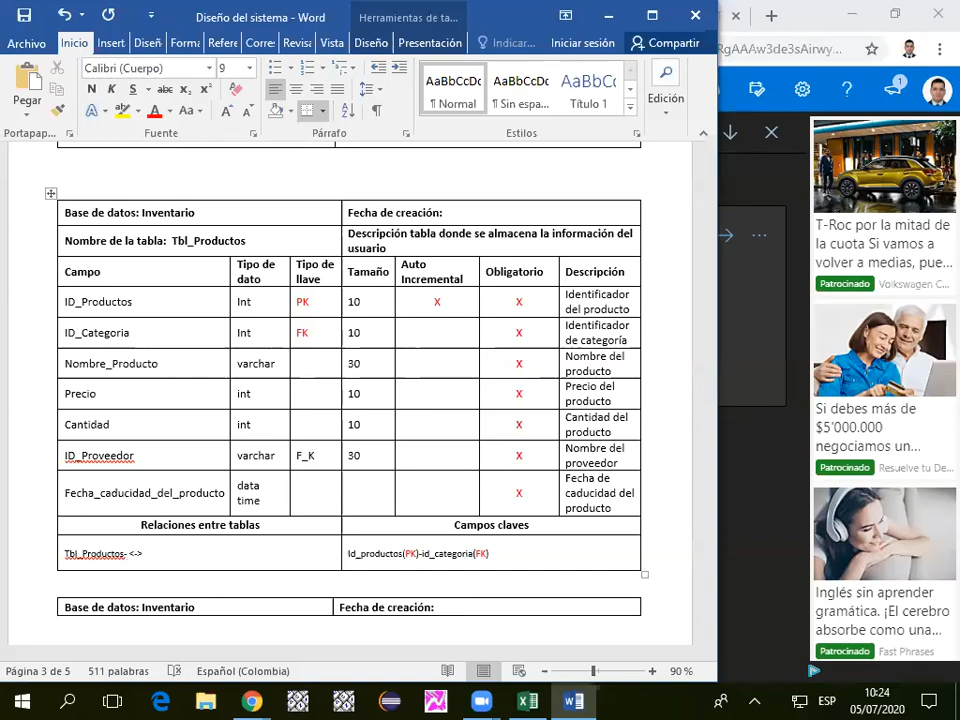 Diseño del sistema - Word
Herramientas de ta...
Archivo
Inicio
Insert
Diseñ
Forma
Refere
Corres
Revisa
Vista
Diseño
Presentación
Indicar...
Iniciar sesión
Compartir
Pegar
Calibri (Cuerpo)
9
N K S abc x₂ x²
AaBbCcDc
¶ Normal
AaBbCcDc
¶ Sin espa...
AaBbCc
Título 1
Edición
Portapap...
Fuente
Párrafo
Estilos
Base de datos: Inventario
Fecha de creación:
Nombre de la tabla: Tbl_Productos
Descripción tabla donde se almacena la información del
usuario
Campo
Tipo de
dato
Tipo de
llave
Tamaño
Auto
Incremental
Obligatorio
Descripción
ID_Productos
Int
PK
10
X
X
Identificador
del producto
ID_Categoria
Int
FK
10
X
Identificador
de categoría
Nombre_Producto
varchar
30
X
Nombre del
producto
Precio
int
10
X
Precio del
producto
Cantidad
int
10
X
Cantidad del
producto
ID_Proveedor
varchar
F_K
30
X
Nombre del
proveedor
Fecha_caducidad_del_producto
data
time
X
Fecha de
caducidad del
producto
Relaciones entre tablas
Campos claves
Tbl_Productos- <->
Id_productos(PK)-id_categoria(FK)
Base de datos: Inventario
Fecha de creación:
Página 3 de 5
511 palabras
Español (Colombia)
90 %
RgAAAw3de3sAirwy...
1
T-Roc por la mitad de
la cuota Si vamos a
volver a medias, pue...
Patrocinado
Volkswagen C...
Si debes más de
$5'000.000
negociamos un...
Patrocinado
Resuelve tu De...
Inglés sin aprender
gramática. ¡El cerebro
absorbe como una...
Patrocinado
Fast Phrases
ESP
10:24
05/07/2020